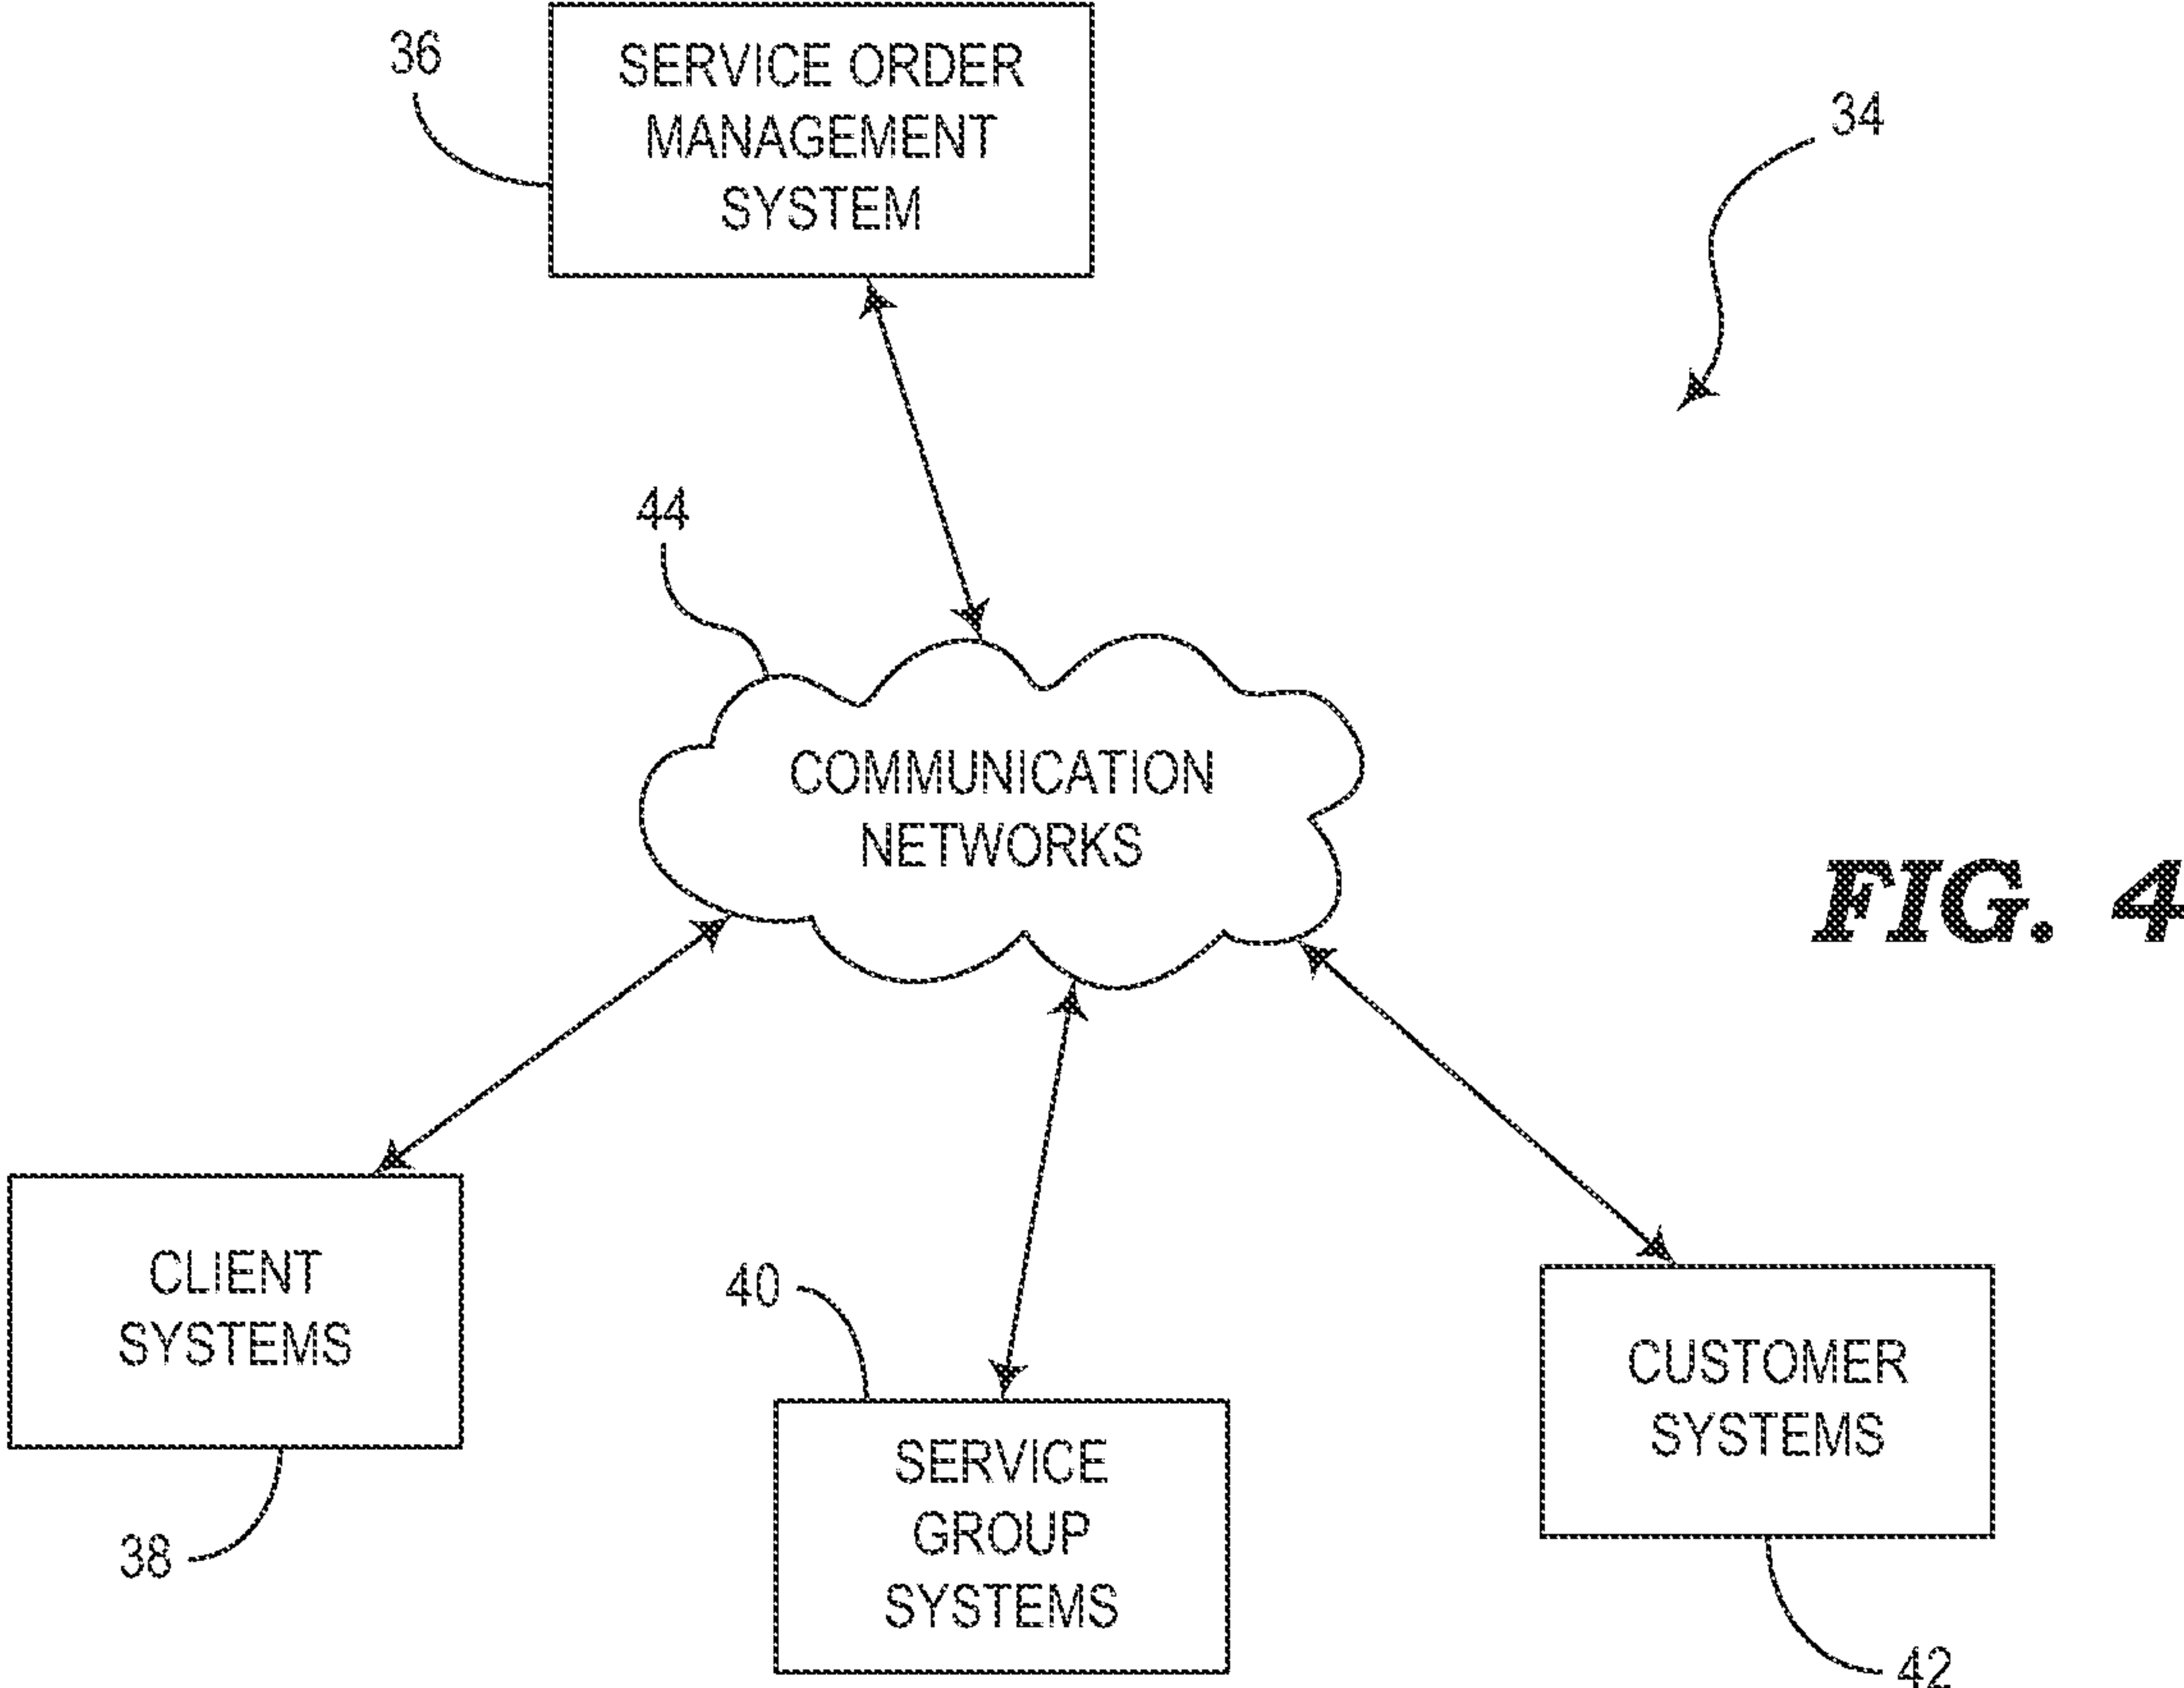 36
SERVICE ORDER
MANAGEMENT
SYSTEM
34
44
COMMUNICATION
NETWORKS
FIG. 4
CLIENT
SYSTEMS
38
40
SERVICE
GROUP
SYSTEMS
CUSTOMER
SYSTEMS
42